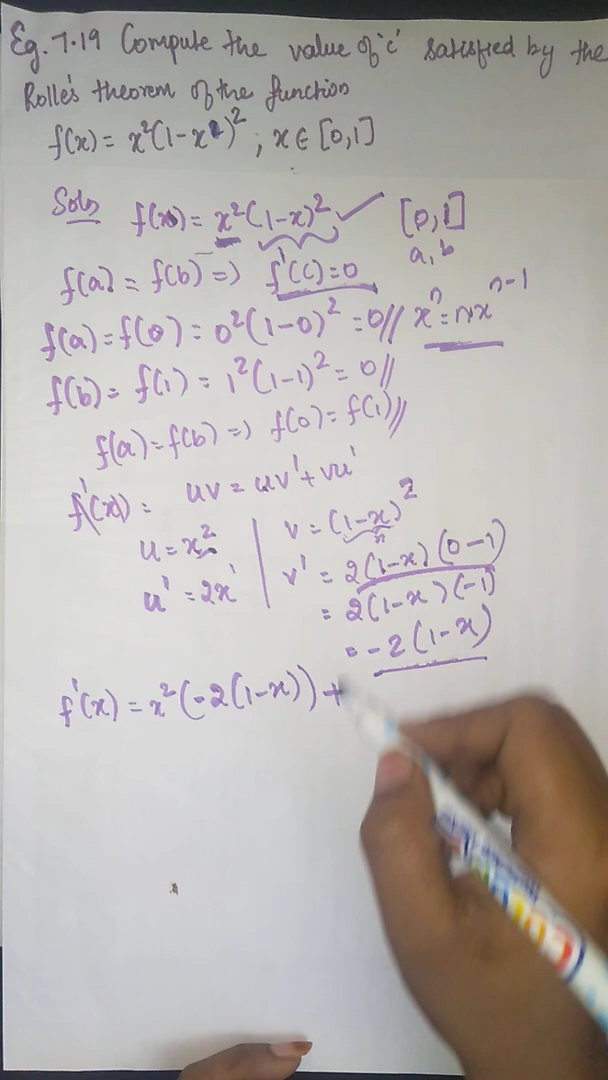 Eg. 7.19 Compute the value of 'c' satisfied by the
Rolle's theorem of the function
f(x) = x²(1-x)², x ∈ [0,1]
Soln f(x) = x²(1-x)² ✓ [0,1]
a, b
f(a) = f(b) => f'(c) = 0
f(a) = f(0) = 0²(1-0)² = 0// xⁿ = nxⁿ⁻¹
f(b) = f(1) = 1²(1-1)² = 0//
f(a) = f(b) => f(0) = f(1)//
f'(x) = uv = uv' + vu'
u = x²
u' = 2x'
v = (1-x)²
v' = 2(1-x)(0-1)
= 2(1-x)(-1)
= -2(1-x)
f'(x) = x²(-2(1-x)) +